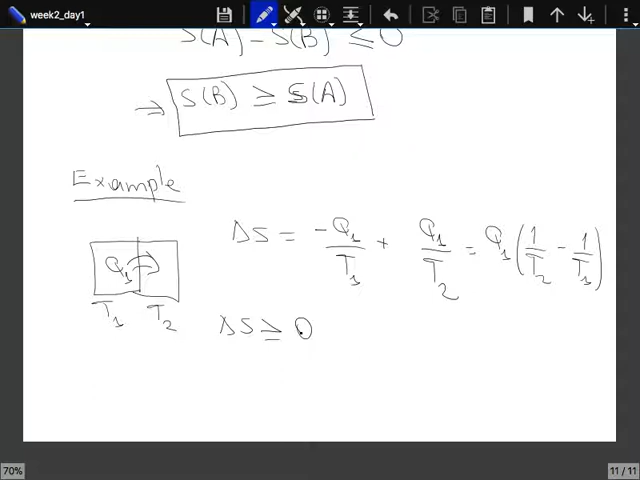 week2_day1
S(A) - S(B) ≤ 0
⇒ S(B) ≥ S(A)
Example
ΔS = -Q₁/T₁ + Q₁/T₂ = Q₁(1/T₂ - 1/T₁)
Q₁
T₁ T₂
ΔS ≥ 0
70% 11 / 11